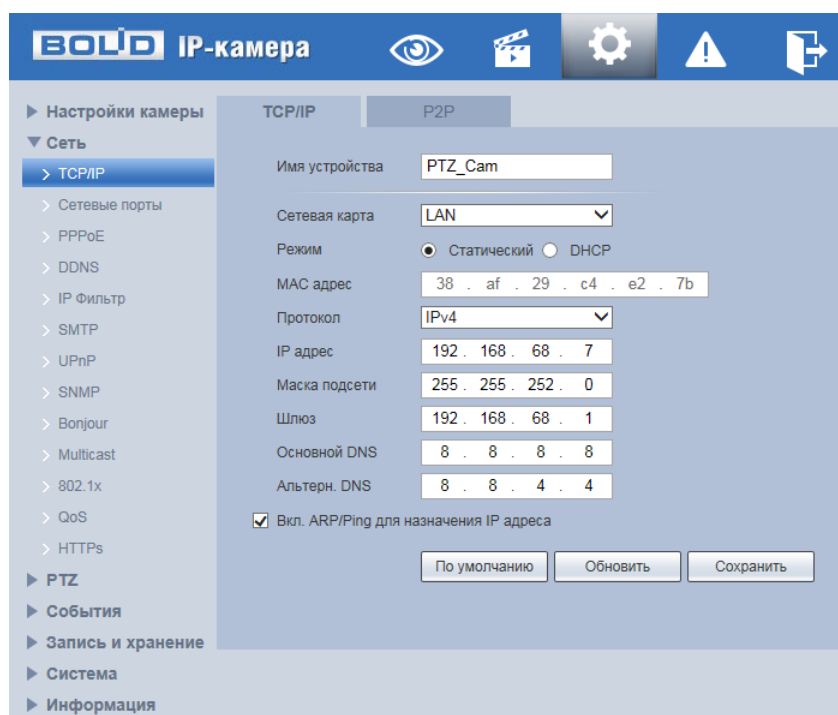 BOLID IP-камера
Настройки камеры
Сеть
TCP/IP
Сетевые порты
PPPoE
DDNS
IP Фильтр
SMTP
UPnP
SNMP
Bonjour
Multicast
802.1x
QoS
HTTPs
PTZ
События
Запись и хранение
Система
Информация
TCP/IP P2P
Имя устройства PTZ_Cam
Сетевая карта LAN
Режим Статический DHCP
MAC адрес 38 . af . 29 . c4 . e2 . 7b
Протокол IPv4
IP адрес 192 . 168 . 68 . 7
Маска подсети 255 . 255 . 252 . 0
Шлюз 192 . 168 . 68 . 1
Основной DNS 8 . 8 . 8 . 8
Альтерн. DNS 8 . 8 . 4 . 4
Вкл. ARP/Ping для назначения IP адреса
По умолчанию Обновить Сохранить